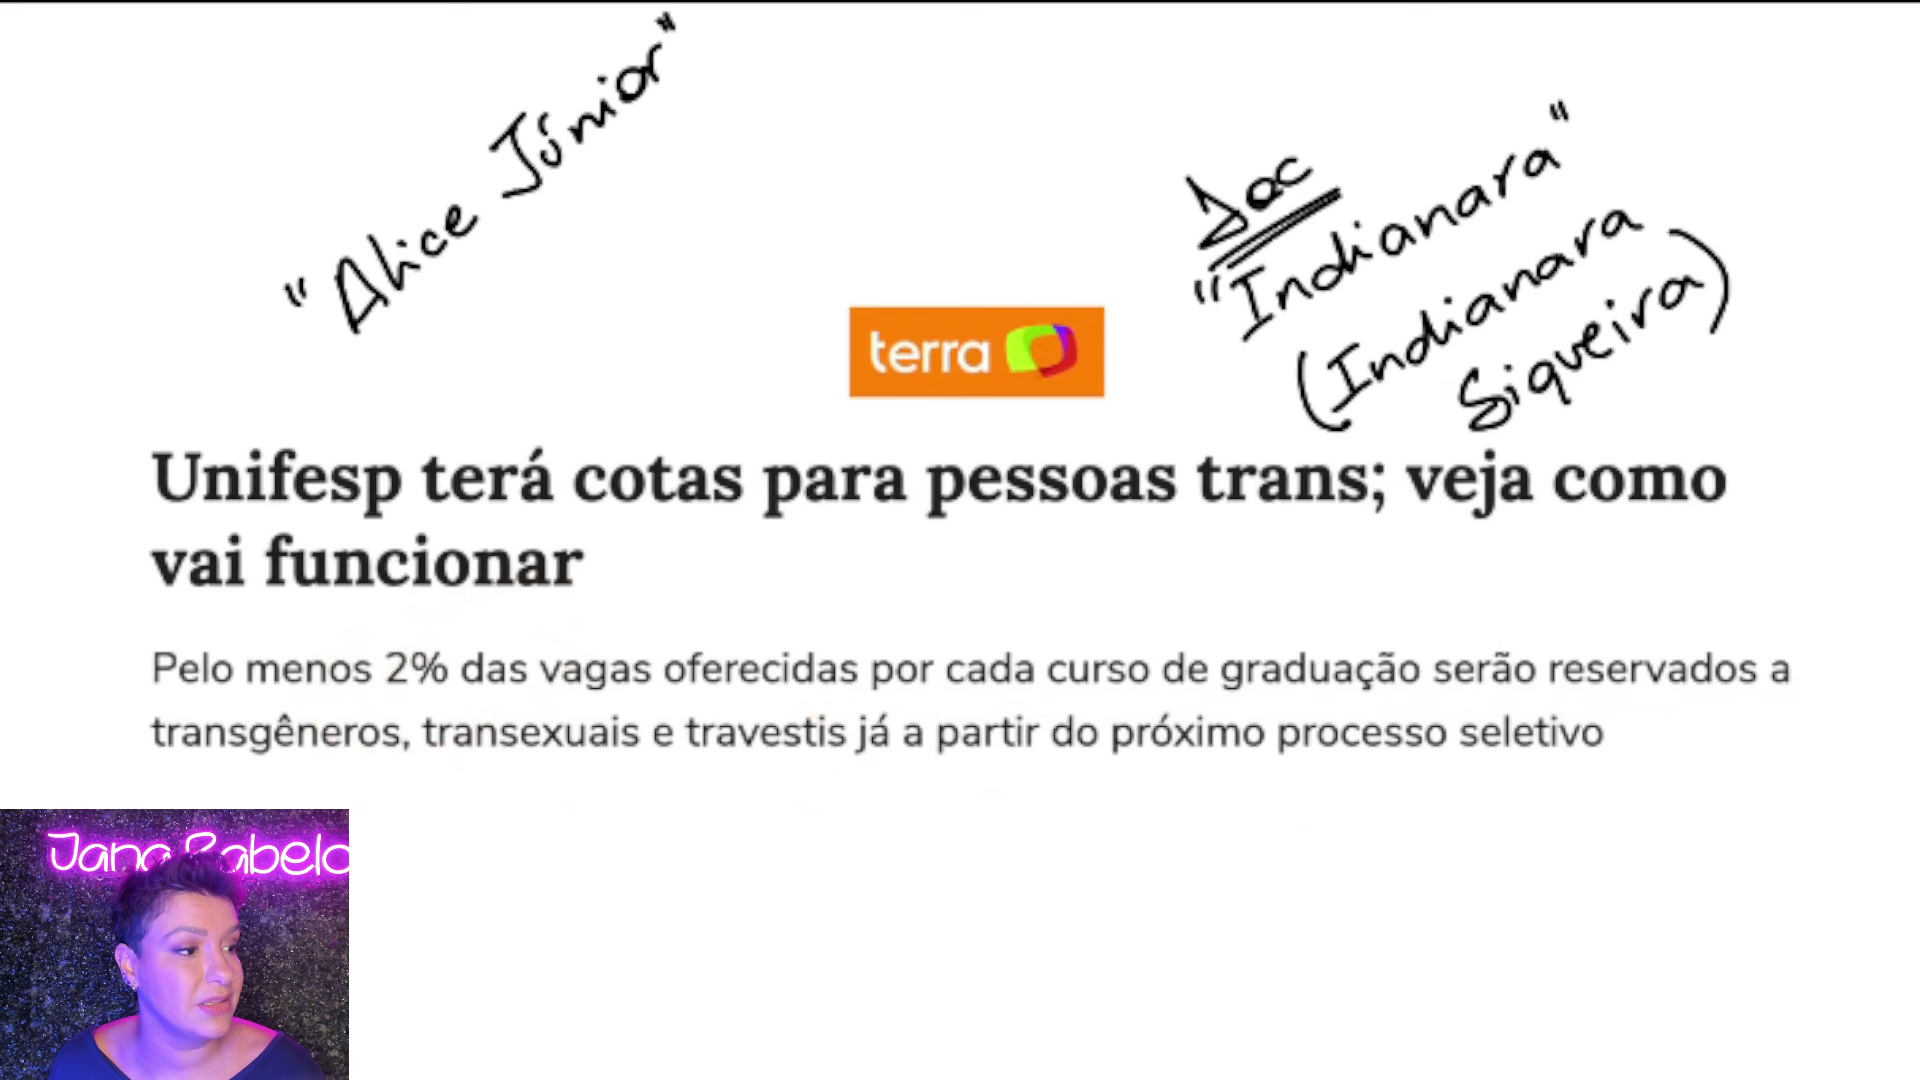 "Alice Júnior"
Doc
"Indianara"
(Indianara
Siqueira)
terra
Unifesp terá cotas para pessoas trans; veja como
vai funcionar
Pelo menos 2% das vagas oferecidas por cada curso de graduação serão reservados a
transgêneros, transexuais e travestis já a partir do próximo processo seletivo
Jana Rabelo